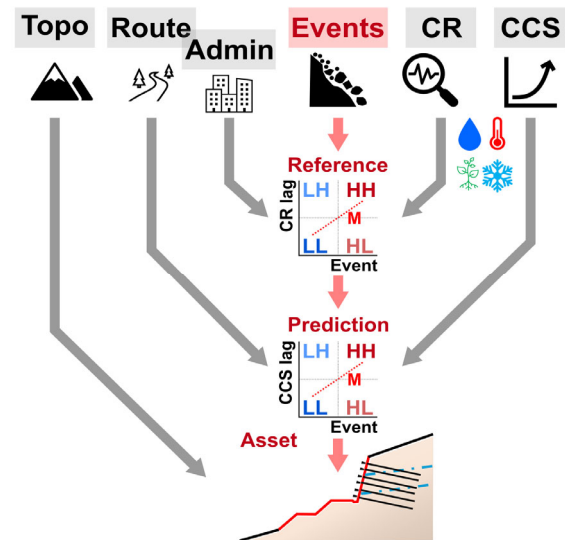 Topo
Route
Admin
Events
CR
CCS
Reference
CR lag
LH
HH
M
LL
HL
Event
Prediction
CCS lag
LH
HH
M
LL
HL
Event
Asset